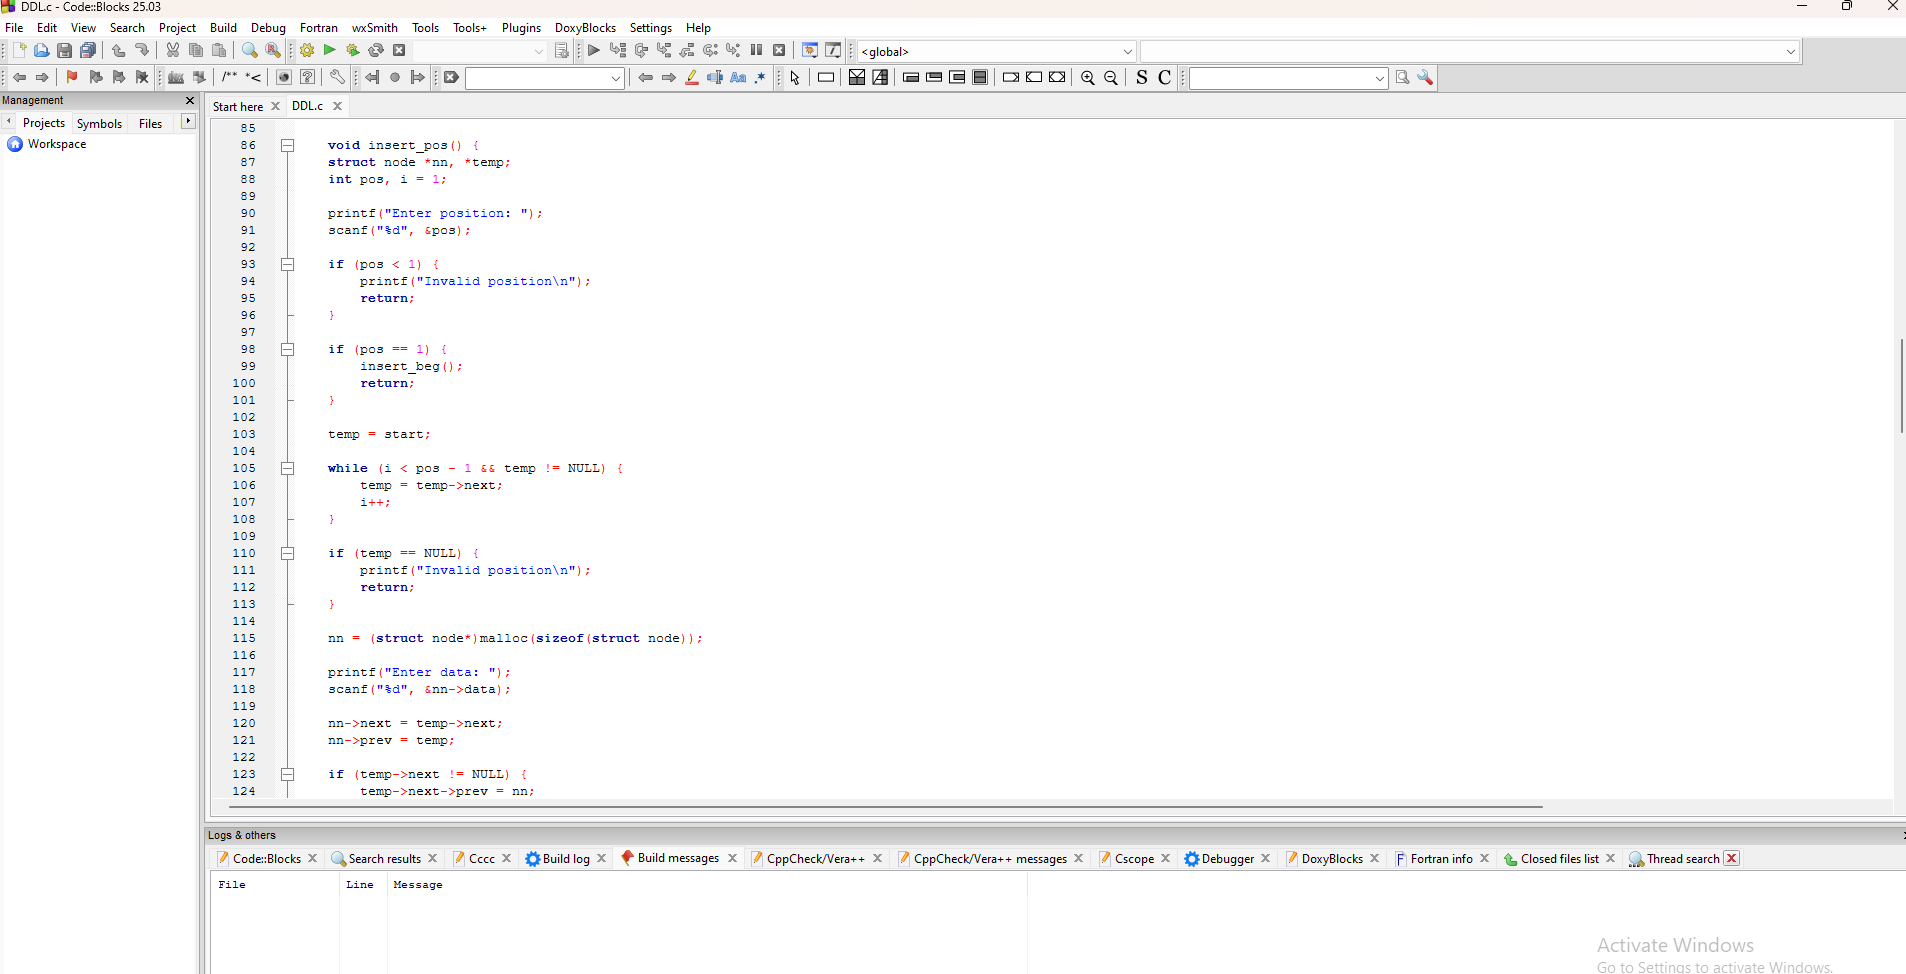 DDL.c - Code::Blocks 25.03
File Edit View Search Project Build Debug Fortran wxSmith Tools Tools+ Plugins DoxyBlocks Settings Help
<global>
/** *< Aa .* S C
Management
Start here DDL.c
Projects Symbols Files
Workspace
85
86 void insert_pos() {
87 struct node *nn, *temp;
88 int pos, i = 1;
89
90 printf("Enter position: ");
91 scanf("%d", &pos);
92
93 if (pos < 1) {
94 printf("Invalid position\n");
95 return;
96 }
97
98 if (pos == 1) {
99 insert_beg();
100 return;
101 }
102
103 temp = start;
104
105 while (i < pos - 1 && temp != NULL) {
106 temp = temp->next;
107 i++;
108 }
109
110 if (temp == NULL) {
111 printf("Invalid position\n");
112 return;
113 }
114
115 nn = (struct node*)malloc(sizeof(struct node));
116
117 printf("Enter data: ");
118 scanf("%d", &nn->data);
119
120 nn->next = temp->next;
121 nn->prev = temp;
122
123 if (temp->next != NULL) {
124 temp->next->prev = nn;
Logs & others
Code::Blocks Search results Cccc Build log Build messages CppCheck/Vera++ CppCheck/Vera++ messages Cscope Debugger DoxyBlocks Fortran info Closed files list Thread search
File Line Message
Activate Windows
Go to Settings to activate Windows.